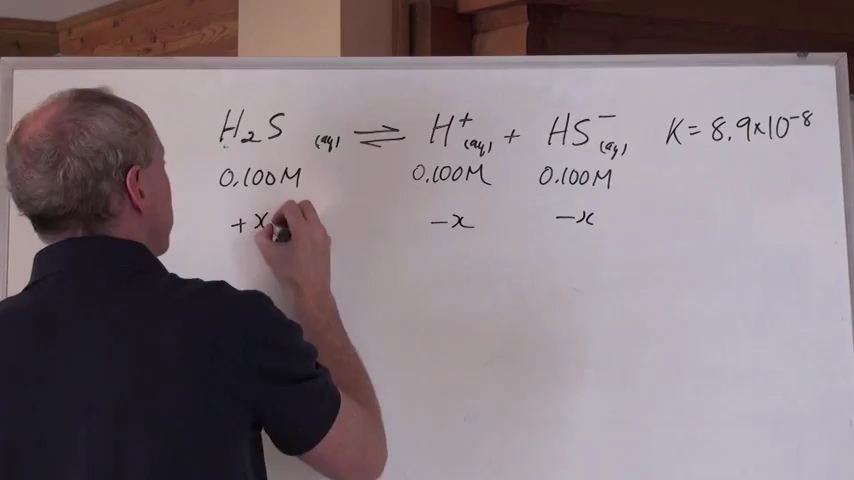 H₂S (aq) ⇌ H⁺(aq) + HS⁻(aq) K = 8.9×10⁻⁸
0.100M 0.100M 0.100M
+x -x -x